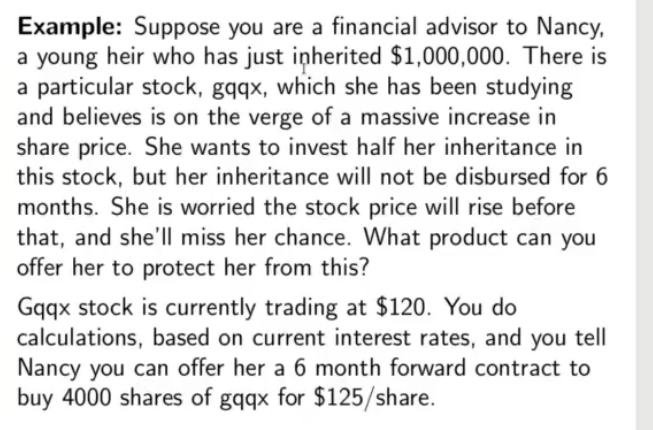 Example: Suppose you are a financial advisor to Nancy,
a young heir who has just inherited $1,000,000. There is
a particular stock, gqqx, which she has been studying
and believes is on the verge of a massive increase in
share price. She wants to invest half her inheritance in
this stock, but her inheritance will not be disbursed for 6
months. She is worried the stock price will rise before
that, and she'll miss her chance. What product can you
offer her to protect her from this?
Gqqx stock is currently trading at $120. You do
calculations, based on current interest rates, and you tell
Nancy you can offer her a 6 month forward contract to
buy 4000 shares of gqqx for $125/share.